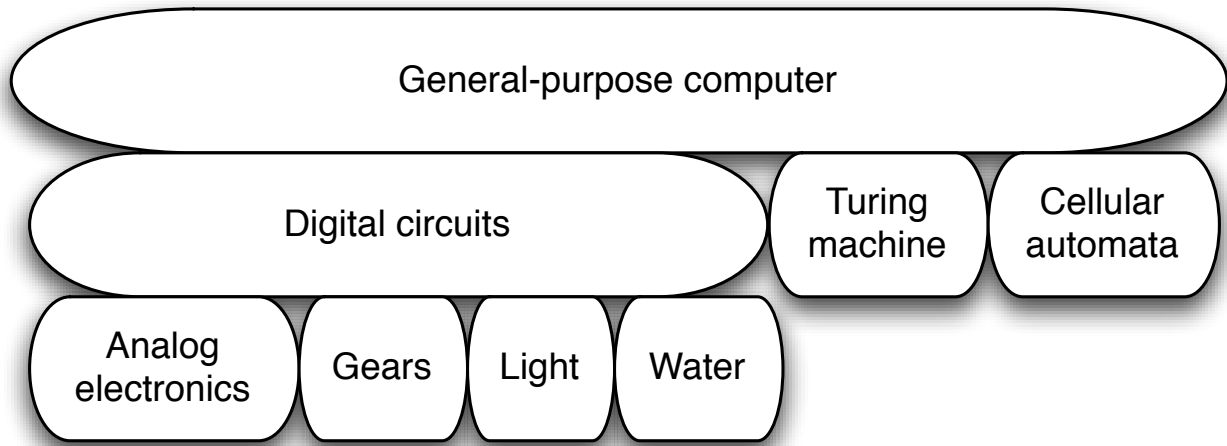 General-purpose computer
Digital circuits
Turing
machine
Cellular
automata
Analog
electronics
Gears
Light
Water